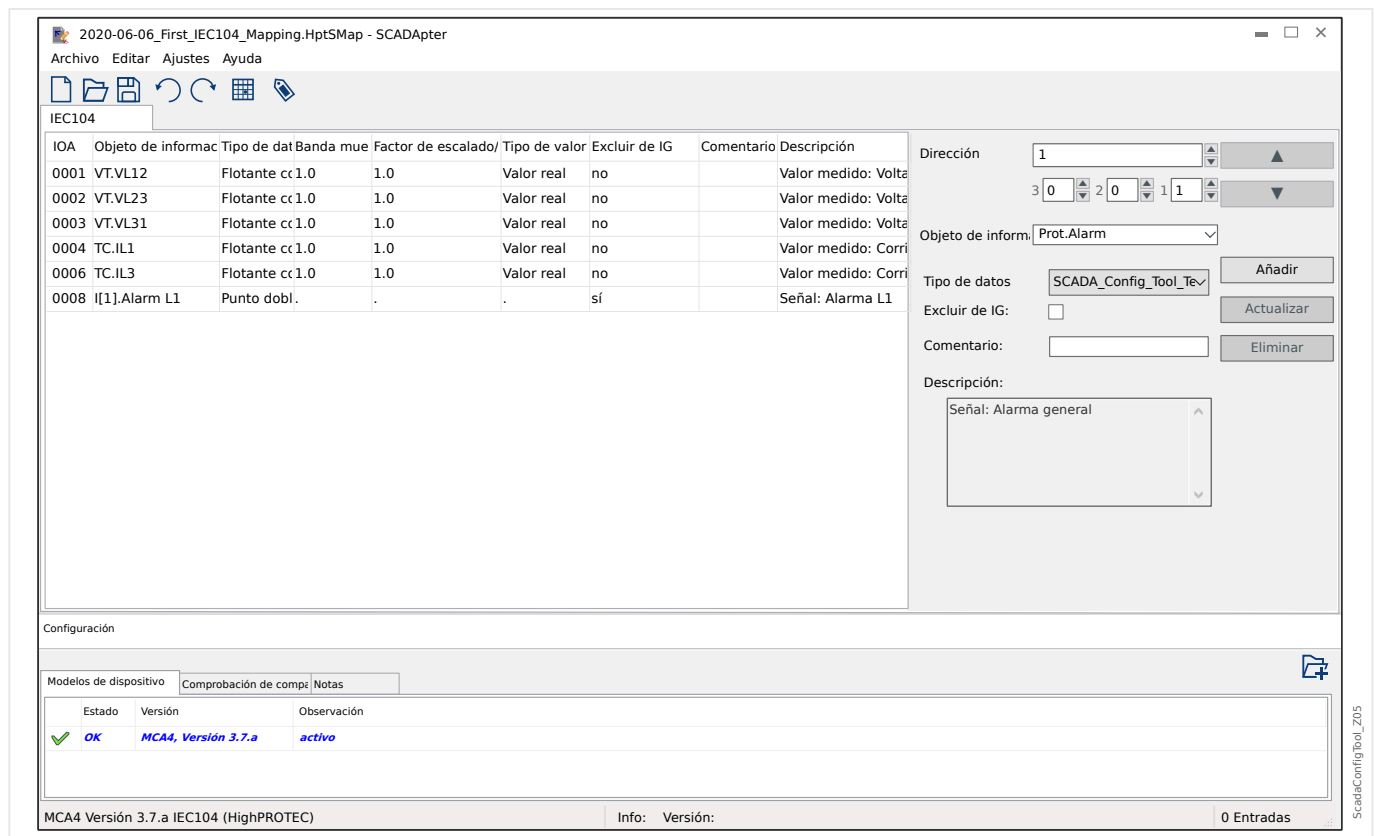 2020-06-06_First_IEC104_Mapping.HptSMap - SCADApter
Archivo Editar Ajustes Ayuda
IEC104
IOA Objeto de informac Tipo de dat Banda mue Factor de escalado/ Tipo de valor Excluir de IG Comentario Descripción
0001 VT.VL12 Flotante cc 1.0 1.0 Valor real no Valor medido: Volta
0002 VT.VL23 Flotante cc 1.0 1.0 Valor real no Valor medido: Volta
0003 VT.VL31 Flotante cc 1.0 1.0 Valor real no Valor medido: Volta
0004 TC.IL1 Flotante cc 1.0 1.0 Valor real no Valor medido: Corri
0006 TC.IL3 Flotante cc 1.0 1.0 Valor real no Valor medido: Corri
0008 I[1].Alarm L1 Punto dobl . . . sí Señal: Alarma L1
Dirección 1
3 0 2 0 1 1
Objeto de inform Prot.Alarm
Añadir
Tipo de datos SCADA_Config_Tool_Te
Excluir de IG: Actualizar
Comentario: Eliminar
Descripción:
Señal: Alarma general
Configuración
Modelos de dispositivo Comprobación de compa Notas
Estado Versión Observación
OK MCA4, Versión 3.7.a activo
MCA4 Versión 3.7.a IEC104 (HighPROTEC) Info: Versión: 0 Entradas
ScadaConfigTool_Z05